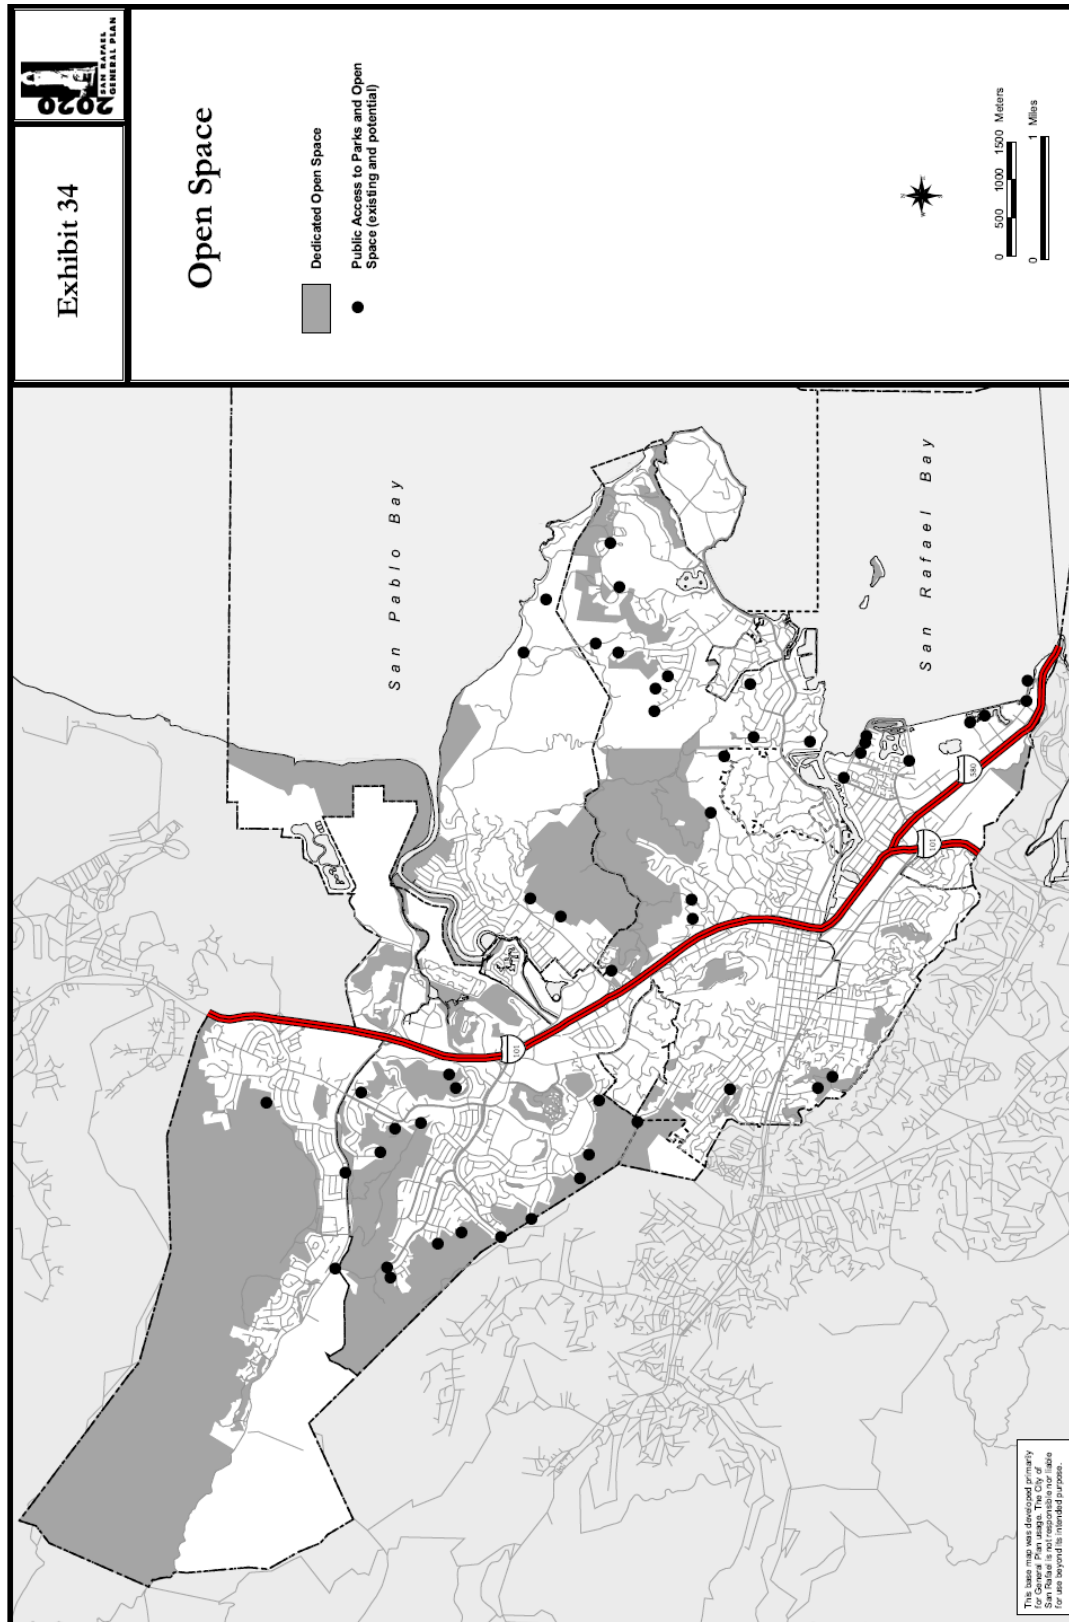 2020
SAN RAFAEL
GENERAL PLAN
Exhibit 34
Open Space
Dedicated Open Space
Public Access to Parks and Open
Space (existing and potential)
N
E
S
W
0 500 1000 1500 Meters
0 1 Miles
San Pablo Bay
San Rafael Bay
101
101
580
This base map was developed primarily
for General Plan usage. The City of
San Rafael is not responsible nor liable
for use beyond its intended purpose.